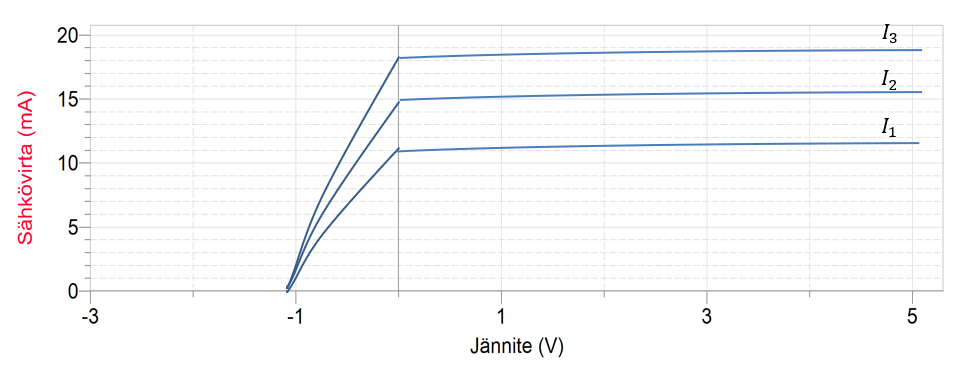 20
15
10
5
0
Sähkövirta (mA)
I₃
I₂
I₁
-3 -1 1 3 5
Jännite (V)